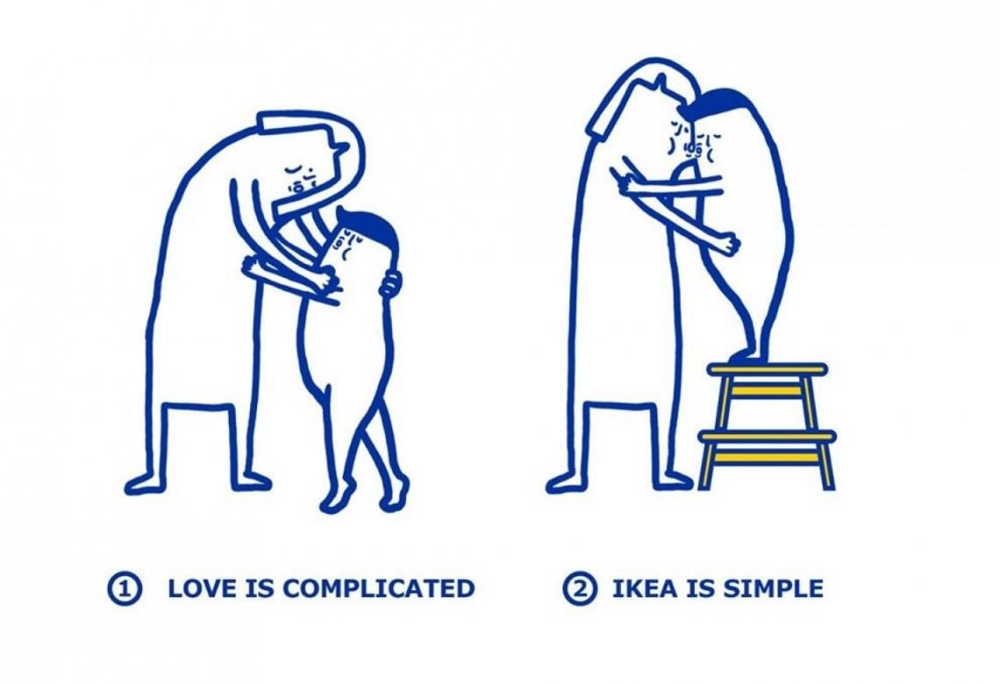 ① LOVE IS COMPLICATED
② IKEA IS SIMPLE